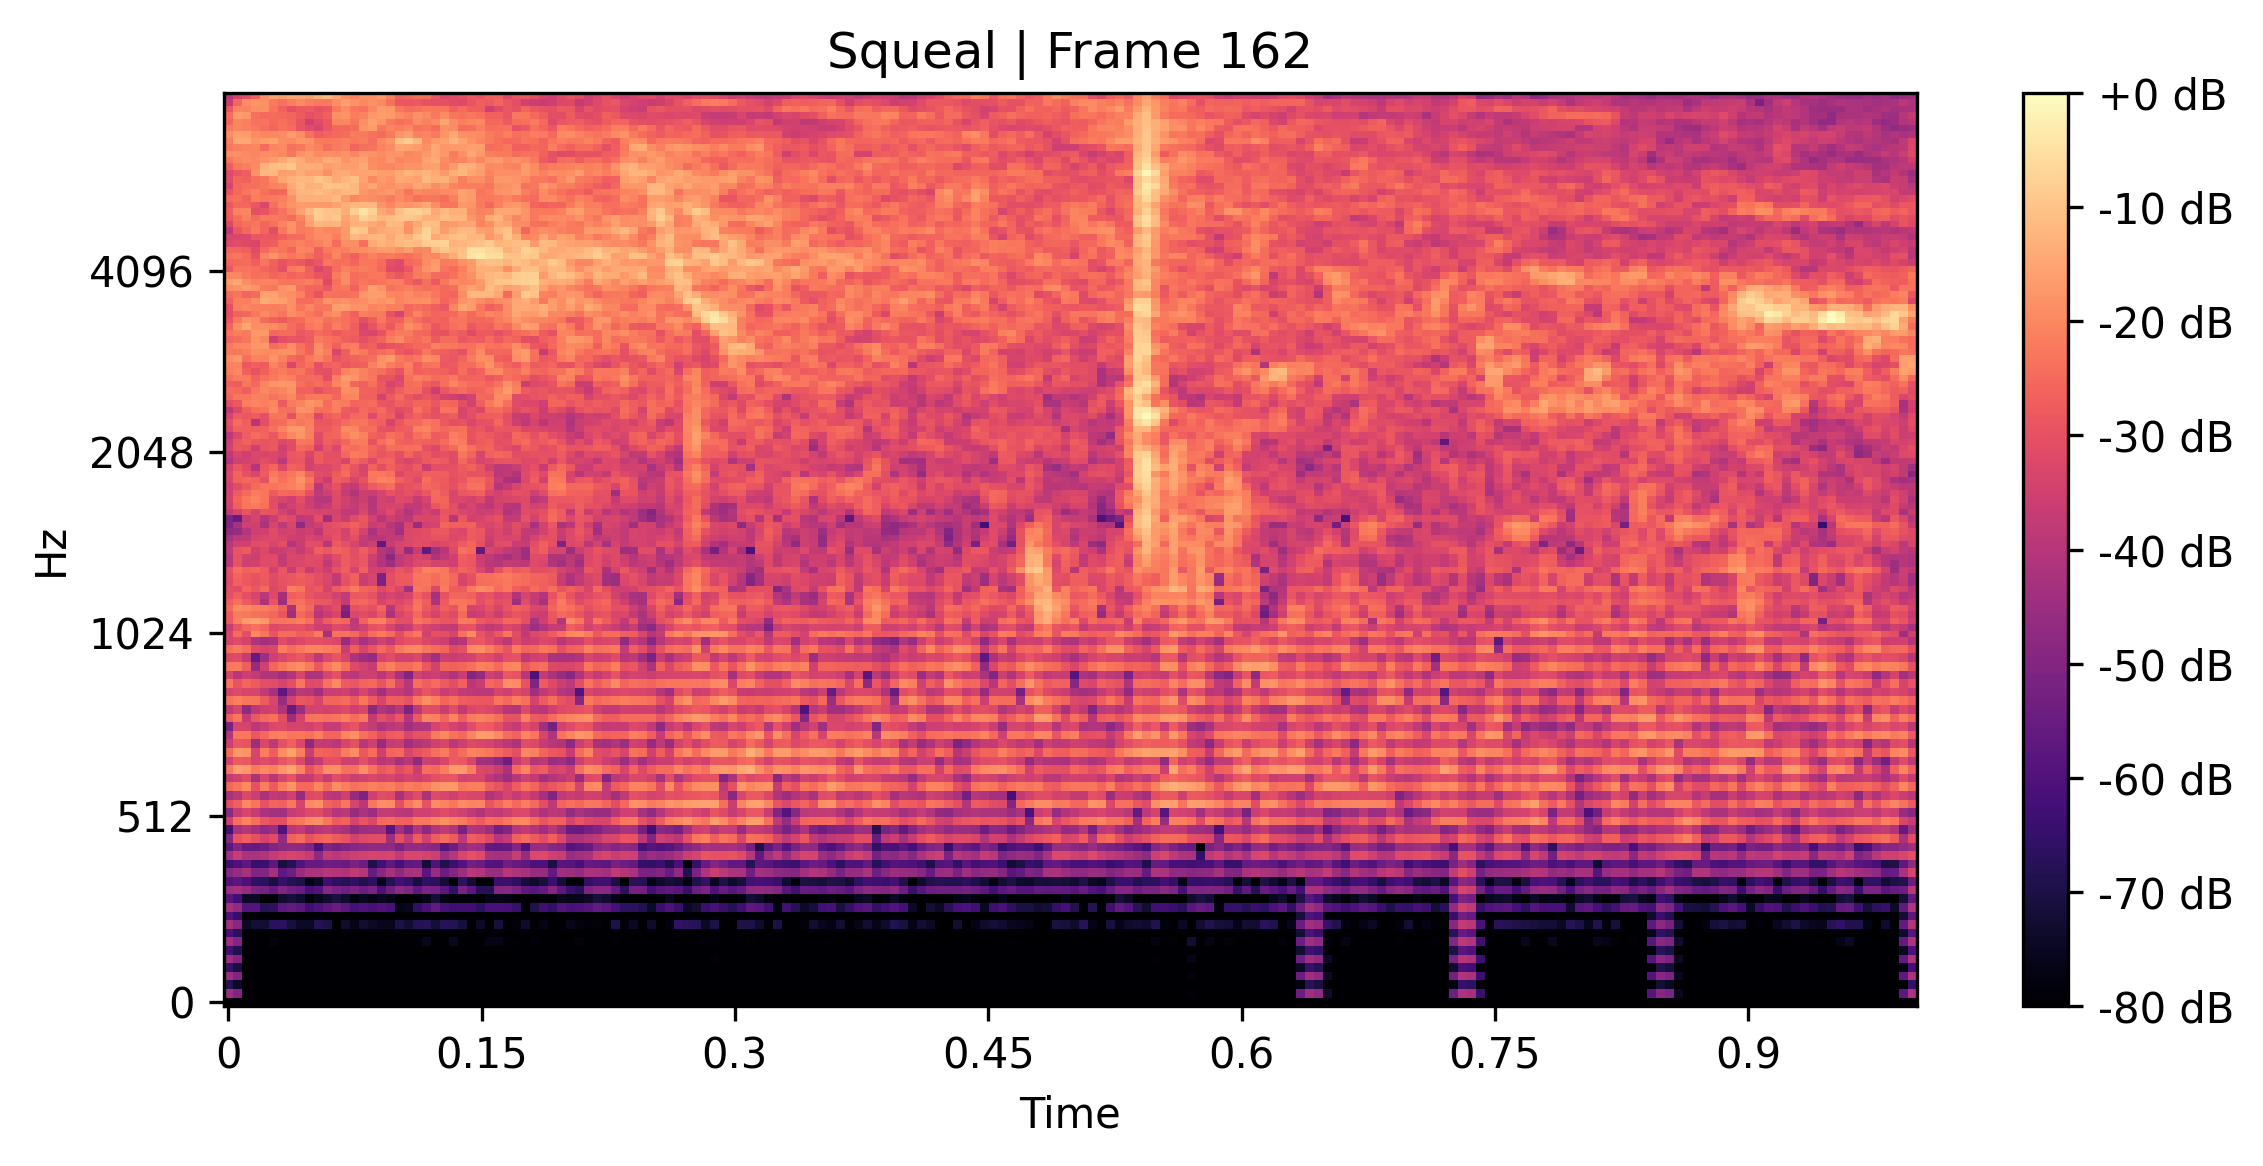 Squeal | Frame 162
+0 dB
-10 dB
-20 dB
-30 dB
-40 dB
-50 dB
-60 dB
-70 dB
-80 dB
Hz
4096
2048
1024
512
0
0
0.15
0.3
0.45
0.6
0.75
0.9
Time